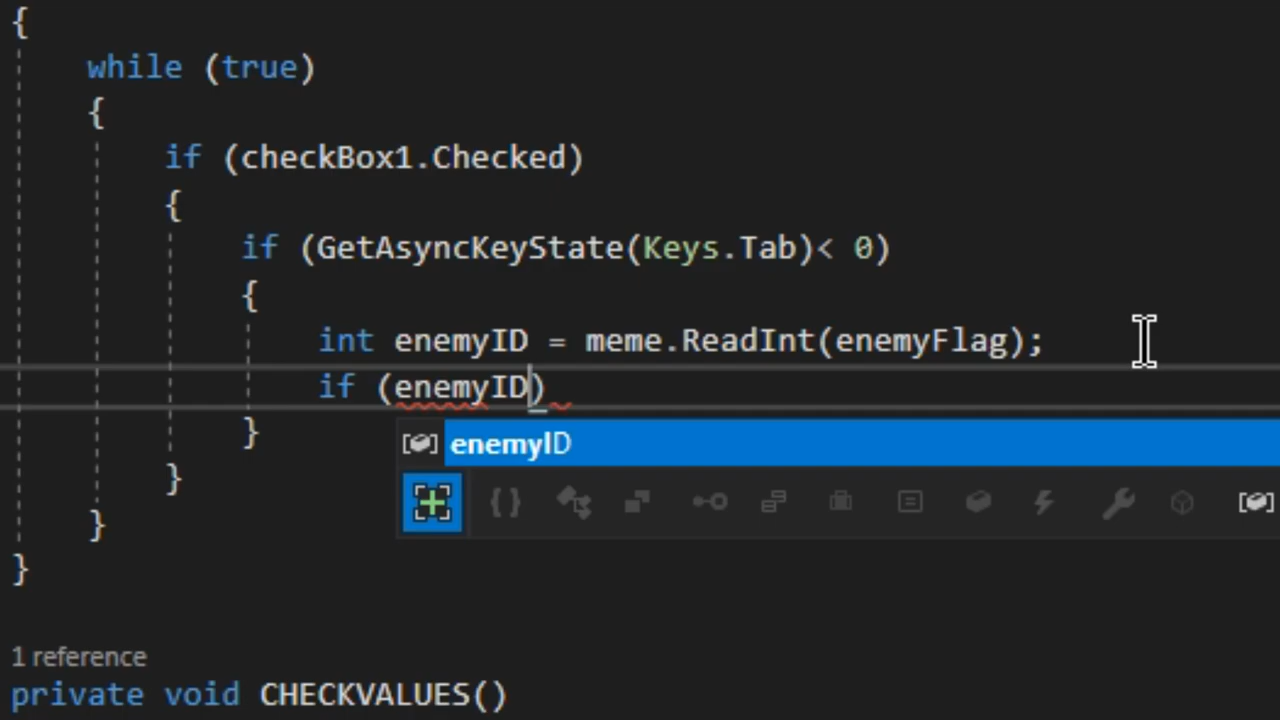 {
while (true)
{
if (checkBox1.Checked)
{
if (GetAsyncKeyState(Keys.Tab)< 0)
{
int enemyID = meme.ReadInt(enemyFlag);
if (enemyID)
}
enemyID
}
}
}
1 reference
private void CHECKVALUES()